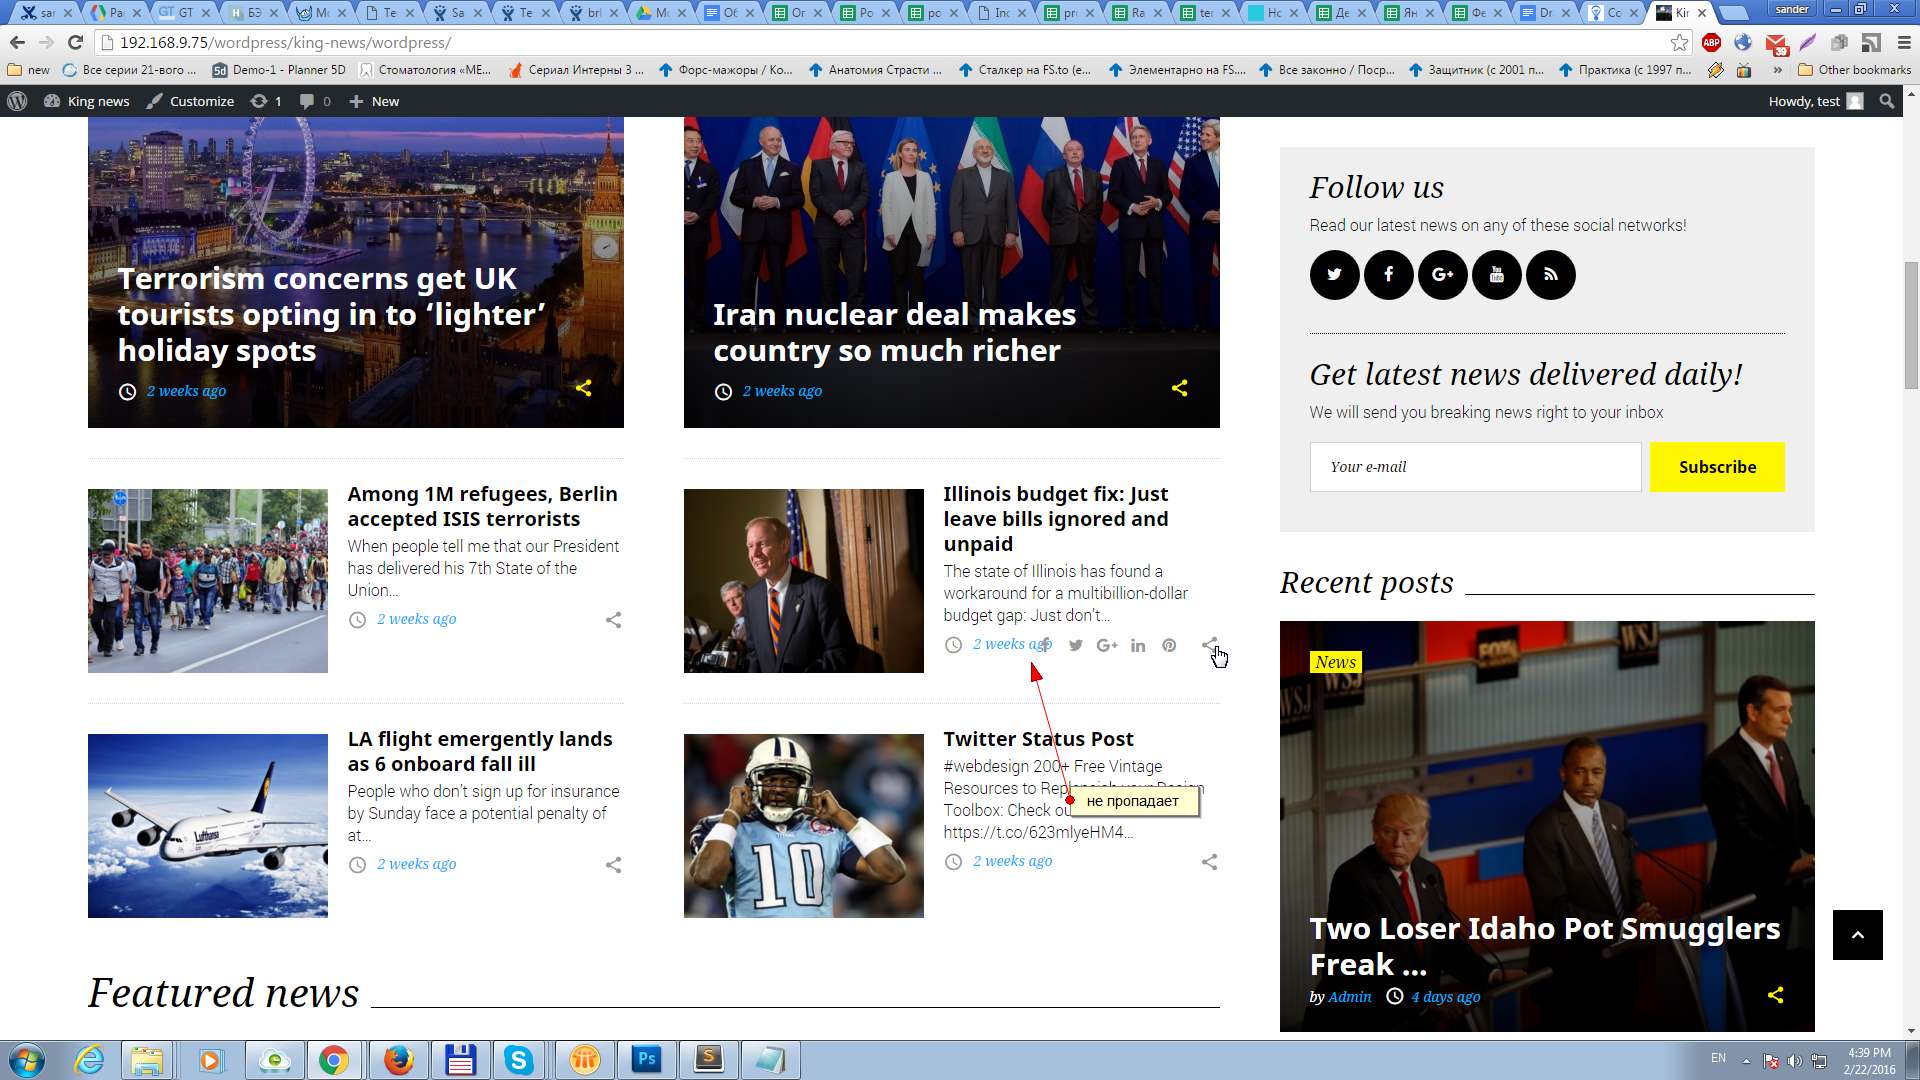 sander
192.168.9.75/wordpress/king-news/wordpress/
new
Все серии 21-вого ...
Demo-1 - Planner 5D
Стоматология «МЕ...
Сериал Интерны 3 ...
Форс-мажоры / Ко...
Анатомия Страсти ...
Сталкер на FS.to (е...
Элементарно на FS....
Все законно / Поср...
Защитник (с 2001 п...
Практика (с 1997 п...
»
Other bookmarks
King news
Customize
1
0
New
Howdy, test
Terrorism concerns get UK
tourists opting in to ‘lighter’
holiday spots
2 weeks ago
Iran nuclear deal makes
country so much richer
2 weeks ago
Among 1M refugees, Berlin
accepted ISIS terrorists
When people tell me that our President
has delivered his 7th State of the
Union...
2 weeks ago
Illinois budget fix: Just
leave bills ignored and
unpaid
The state of Illinois has found a
workaround for a multibillion-dollar
budget gap: Just don't...
2 weeks ago
LA flight emergently lands
as 6 onboard fall ill
People who don't sign up for insurance
by Sunday face a potential penalty of
at...
2 weeks ago
Lufthansa
Twitter Status Post
#webdesign 200+ Free Vintage
Resources to Replenish your Design
Toolbox: Check ou
https://t.co/623mlyeHM4...
2 weeks ago
10
не пропадает
Featured news
Follow us
Read our latest news on any of these social networks!
Get latest news delivered daily!
We will send you breaking news right to your inbox
Your e-mail
Subscribe
Recent posts
News
WSJ
FOX
WSJ
Two Loser Idaho Pot Smugglers
Freak ...
by Admin
4 days ago
EN
4:39 PM
2/22/2016